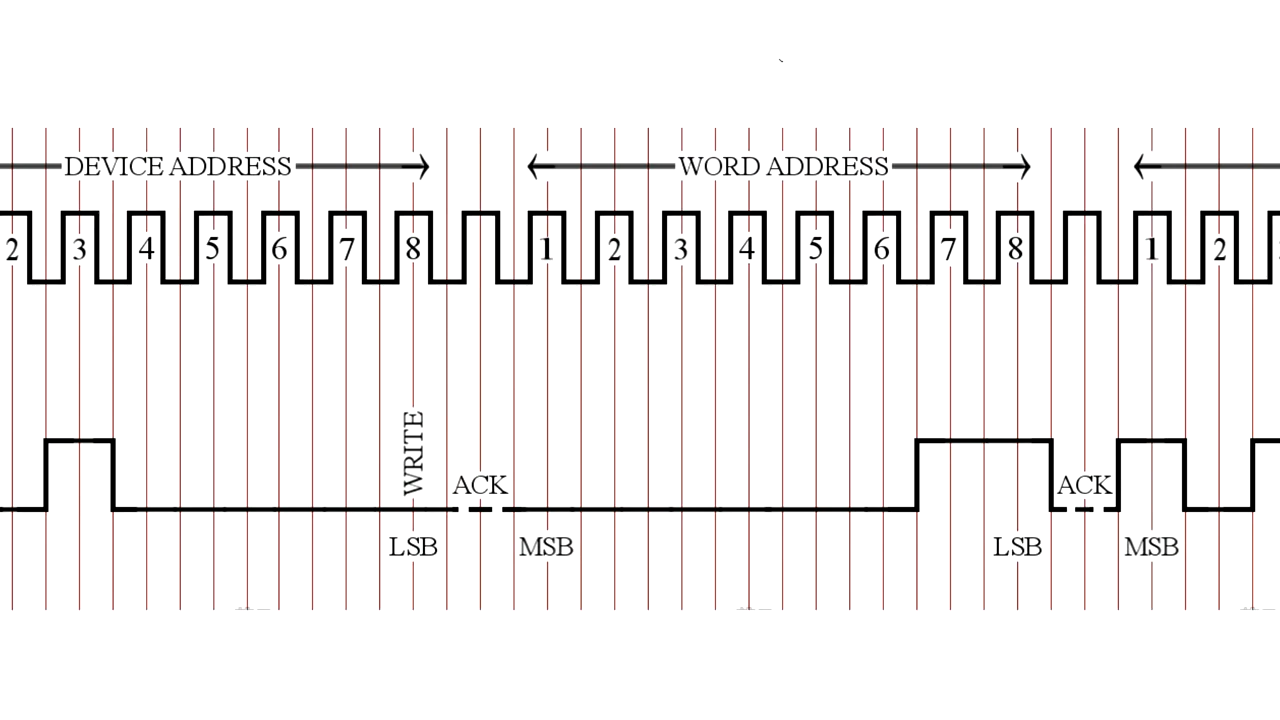 DEVICE ADDRESS WORD ADDRESS
2 3 4 5 6 7 8 1 2 3 4 5 6 7 8 1 2
WRITE
ACK ACK
LSB MSB LSB MSB